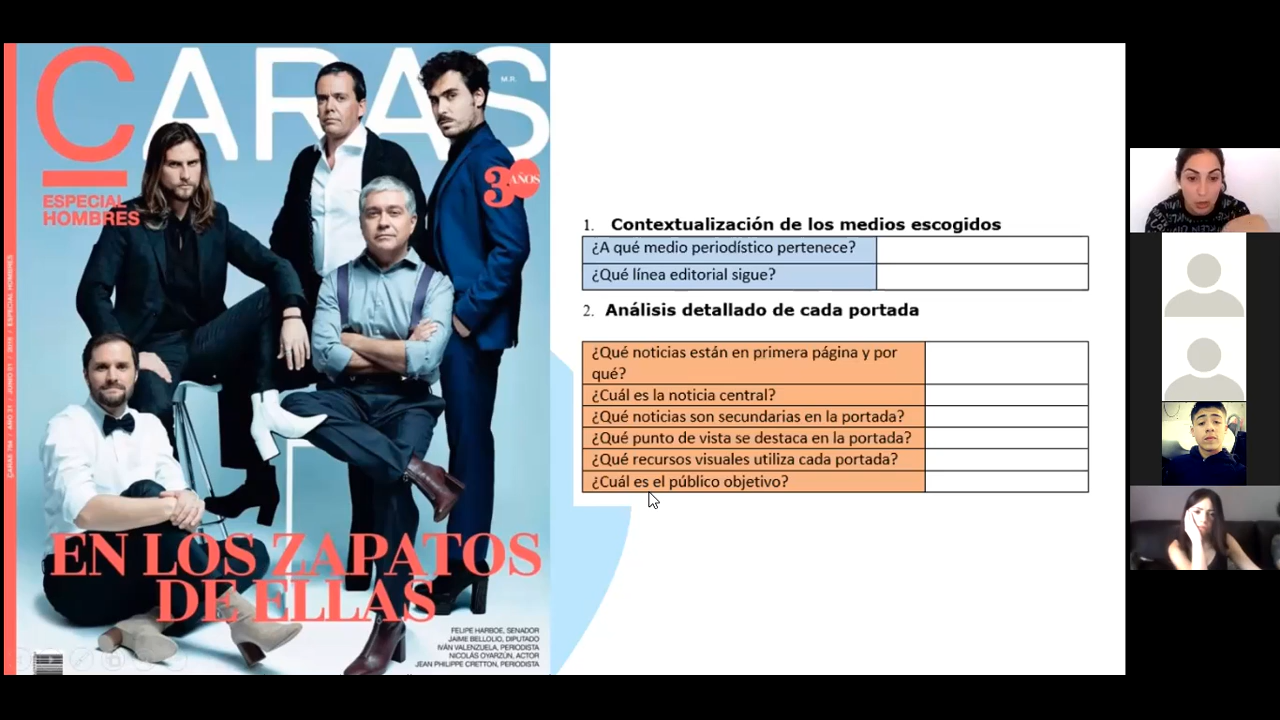 CARAS
M.R.
3 AÑOS
ESPECIAL
HOMBRES
EN LOS ZAPATOS
DE ELLAS
FELIPE HARBOE, SENADOR
JAIME BELLOLIO, DIPUTADO
IVÁN VALENZUELA, PERIODISTA
NICOLÁS OYARZÚN, ACTOR
JEAN PHILIPPE CRETTON, PERIODISTA
1. Contextualización de los medios escogidos
¿A qué medio periodístico pertenece?
¿Qué línea editorial sigue?
2. Análisis detallado de cada portada
¿Qué noticias están en primera página y por
qué?
¿Cuál es la noticia central?
¿Qué noticias son secundarias en la portada?
¿Qué punto de vista se destaca en la portada?
¿Qué recursos visuales utiliza cada portada?
¿Cuál es el público objetivo?